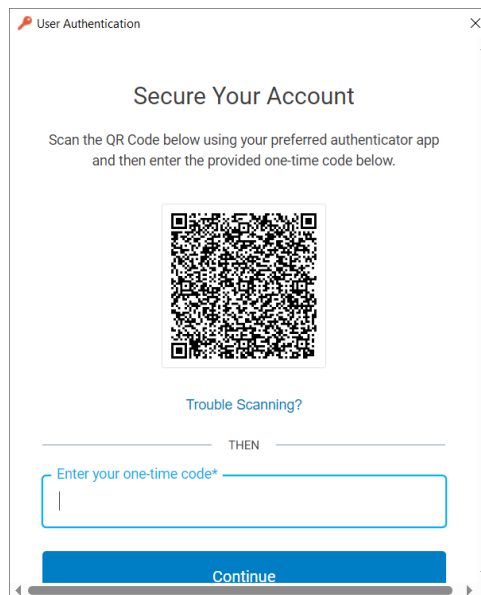 User Authentication
Secure Your Account
Scan the QR Code below using your preferred authenticator app
and then enter the provided one-time code below.
Trouble Scanning?
THEN
Enter your one-time code*
Continue